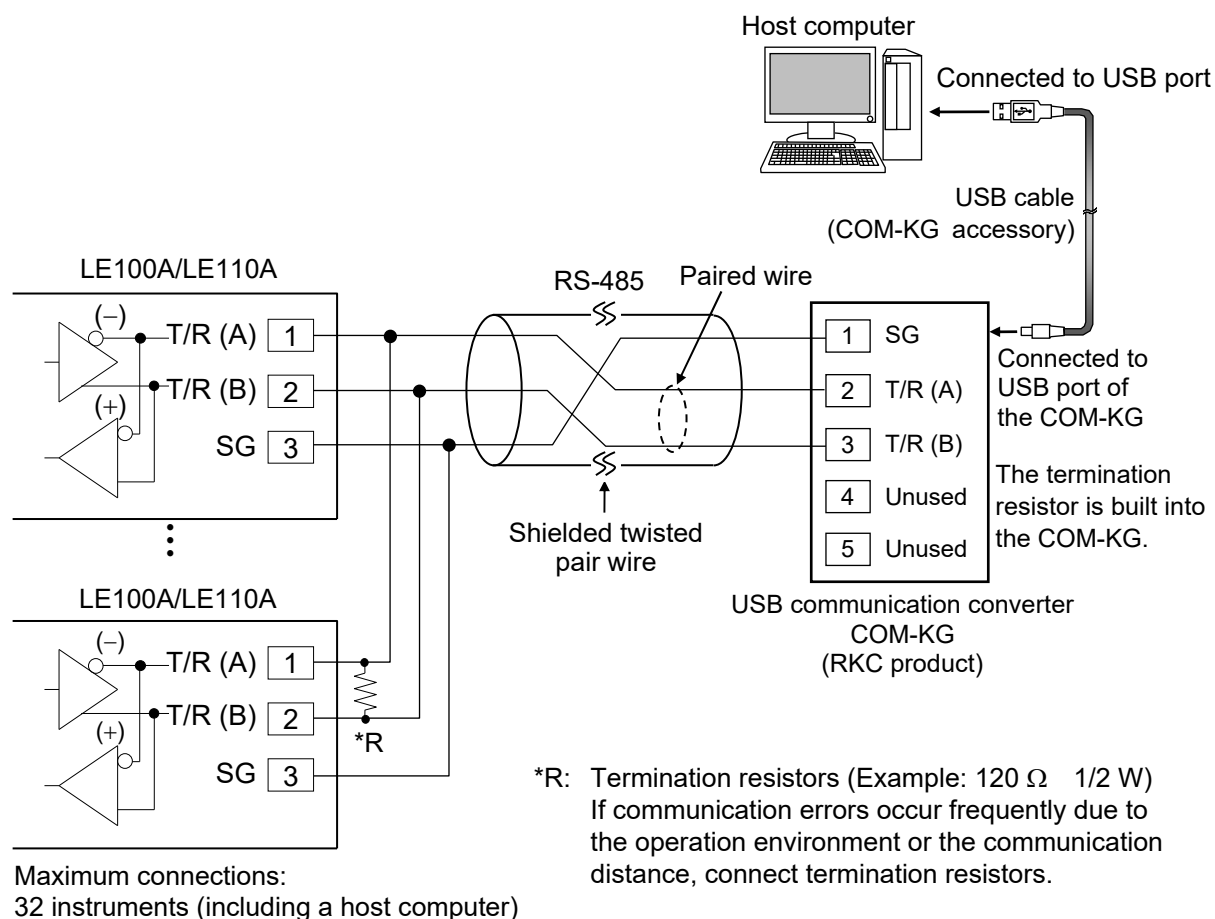 Host computer
Connected to USB port
USB cable
(COM-KG accessory)
LE100A/LE110A
(−)
T/R (A) 1
T/R (B) 2
(+)
SG 3
RS-485
Paired wire
Shielded twisted
pair wire
1 SG
2 T/R (A)
3 T/R (B)
4 Unused
5 Unused
Connected to
USB port of
the COM-KG
The termination
resistor is built into
the COM-KG.
USB communication converter
COM-KG
(RKC product)
LE100A/LE110A
(−)
T/R (A) 1
T/R (B) 2
(+)
SG 3
*R
*R: Termination resistors (Example: 120 Ω 1/2 W)
If communication errors occur frequently due to
the operation environment or the communication
distance, connect termination resistors.
Maximum connections:
32 instruments (including a host computer)